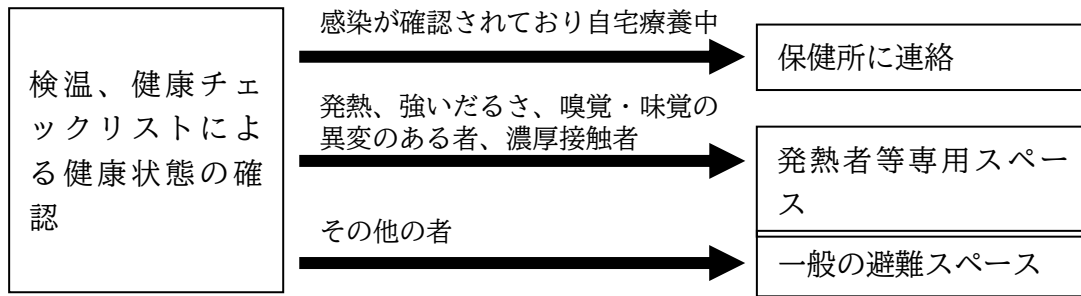 検温、健康チェ
ックリストによ
る健康状態の確
認
感染が確認されており自宅療養中
保健所に連絡
発熱、強いだるさ、嗅覚・味覚の
異変のある者、濃厚接触者
発熱者等専用スペー
ス
その他の者
一般の避難スペース